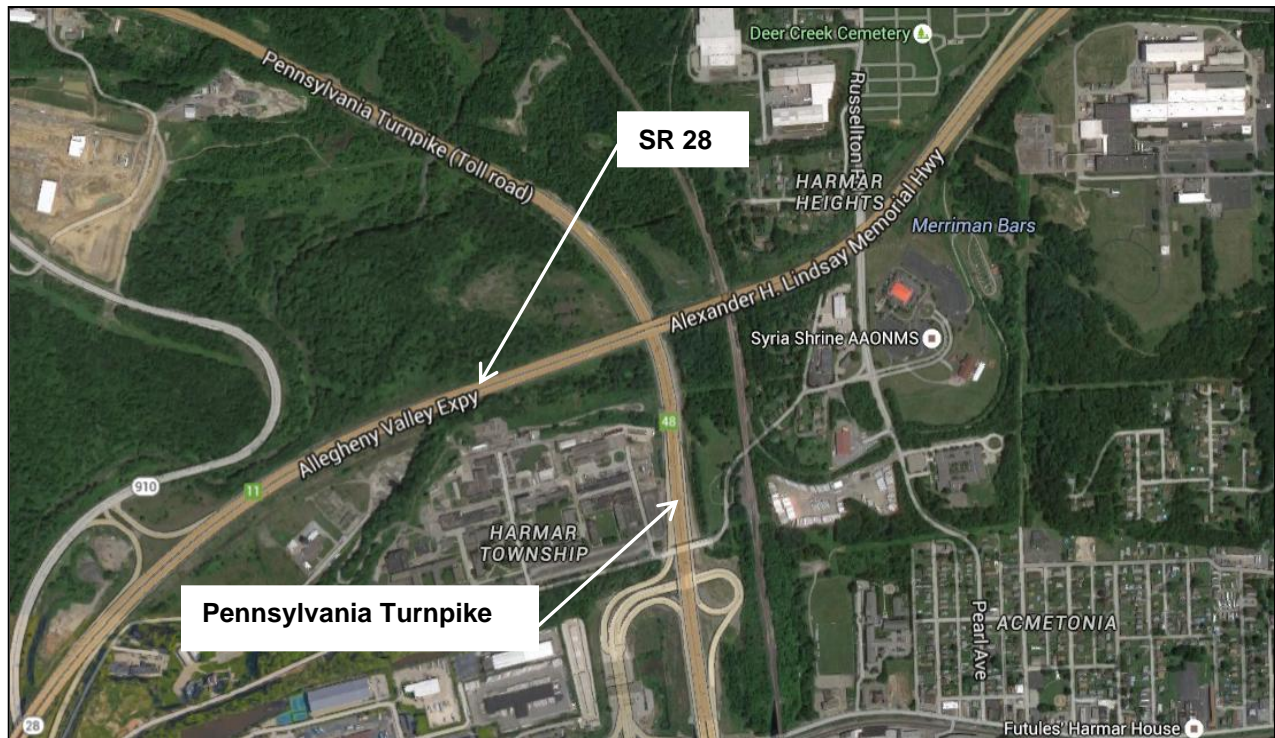 Deer Creek Cemetery
Pennsylvania Turnpike (Toll road)
SR 28
Russellton
HARMAR
HEIGHTS
Alexander H. Lindsay Memorial Hwy
Merriman Bars
Syria Shrine AAONMS
Allegheny Valley Expy
48
910
11
HARMAR
TOWNSHIP
Pennsylvania Turnpike
Pearl Ave
ACMETONIA
28
Futules' Harmar House